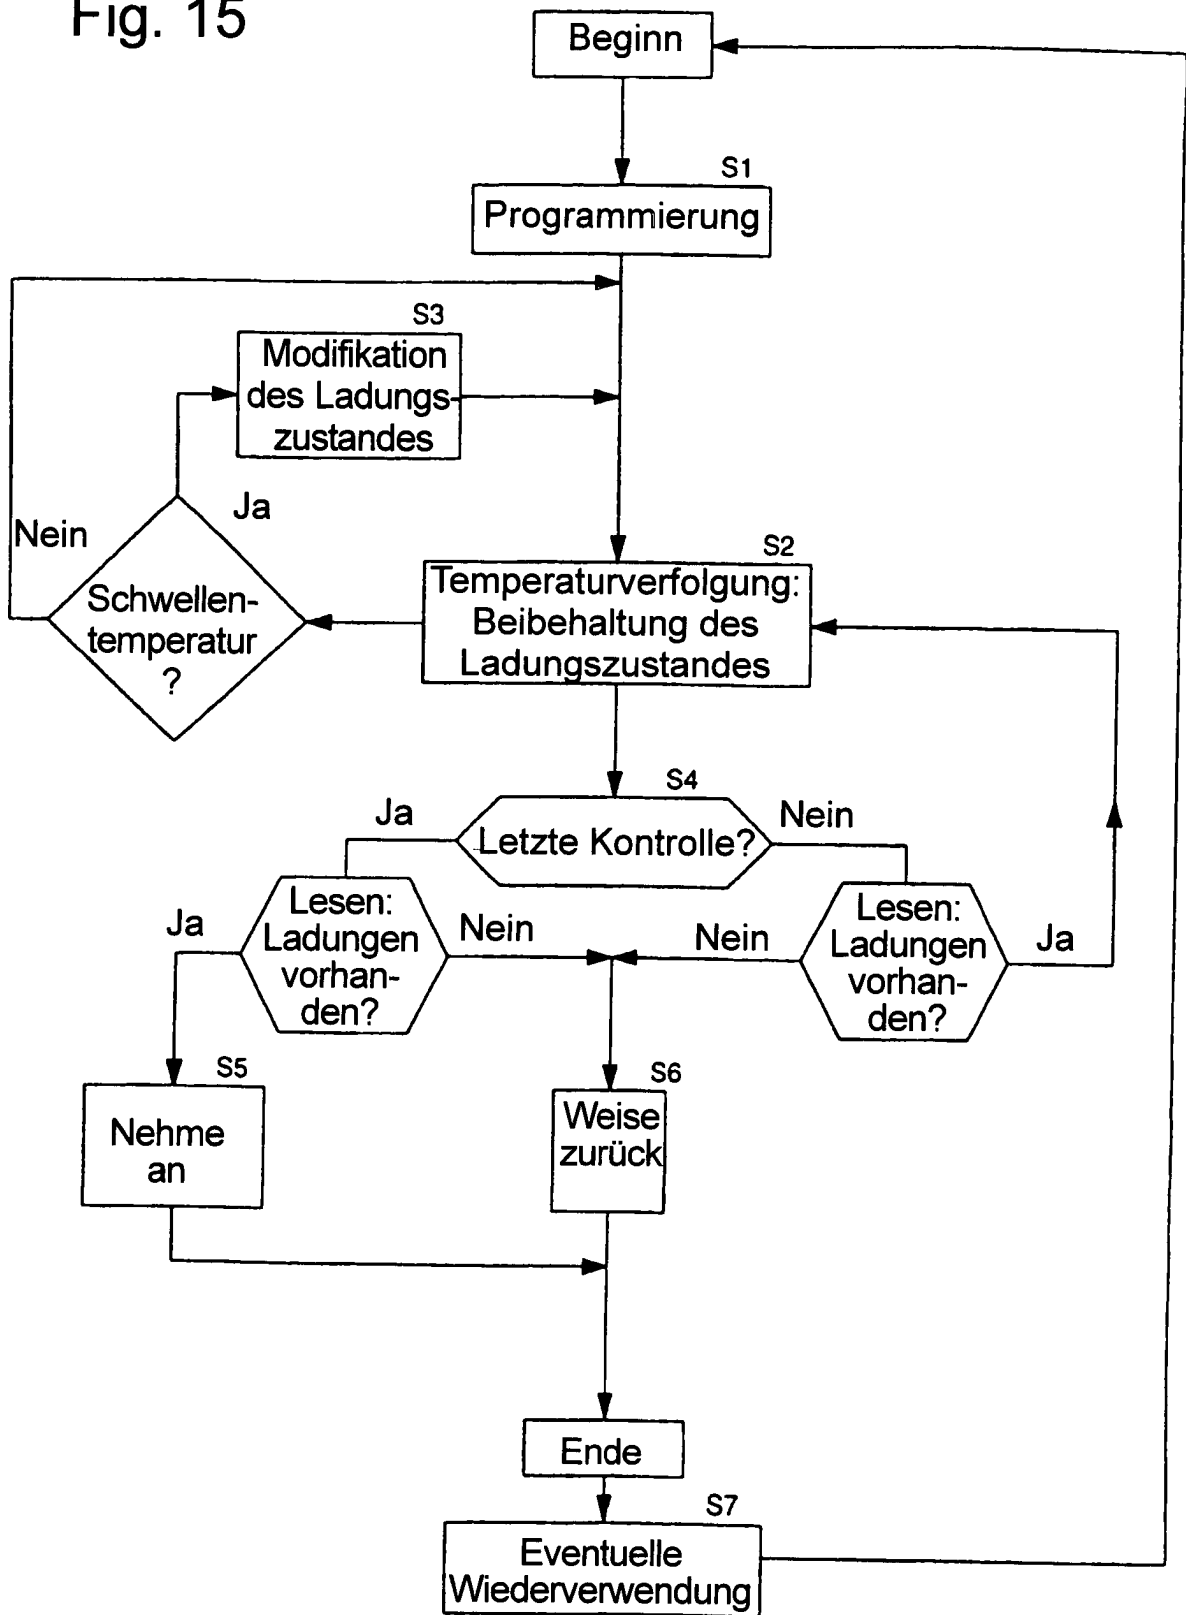 Fig. 15
Beginn
S1
Programmierung
S3
Modifikation
des Ladungs-
zustandes
Ja
Nein
Schwellen-
temperatur
?
S2
Temperaturverfolgung:
Beibehaltung des
Ladungszustandes
S4
Ja
Letzte Kontrolle?
Nein
Ja
Lesen:
Ladungen
vorhan-
den?
Nein
Nein
Lesen:
Ladungen
vorhan-
den?
Ja
S5
Nehme
an
S6
Weise
zurück
Ende
S7
Eventuelle
Wiederverwendung